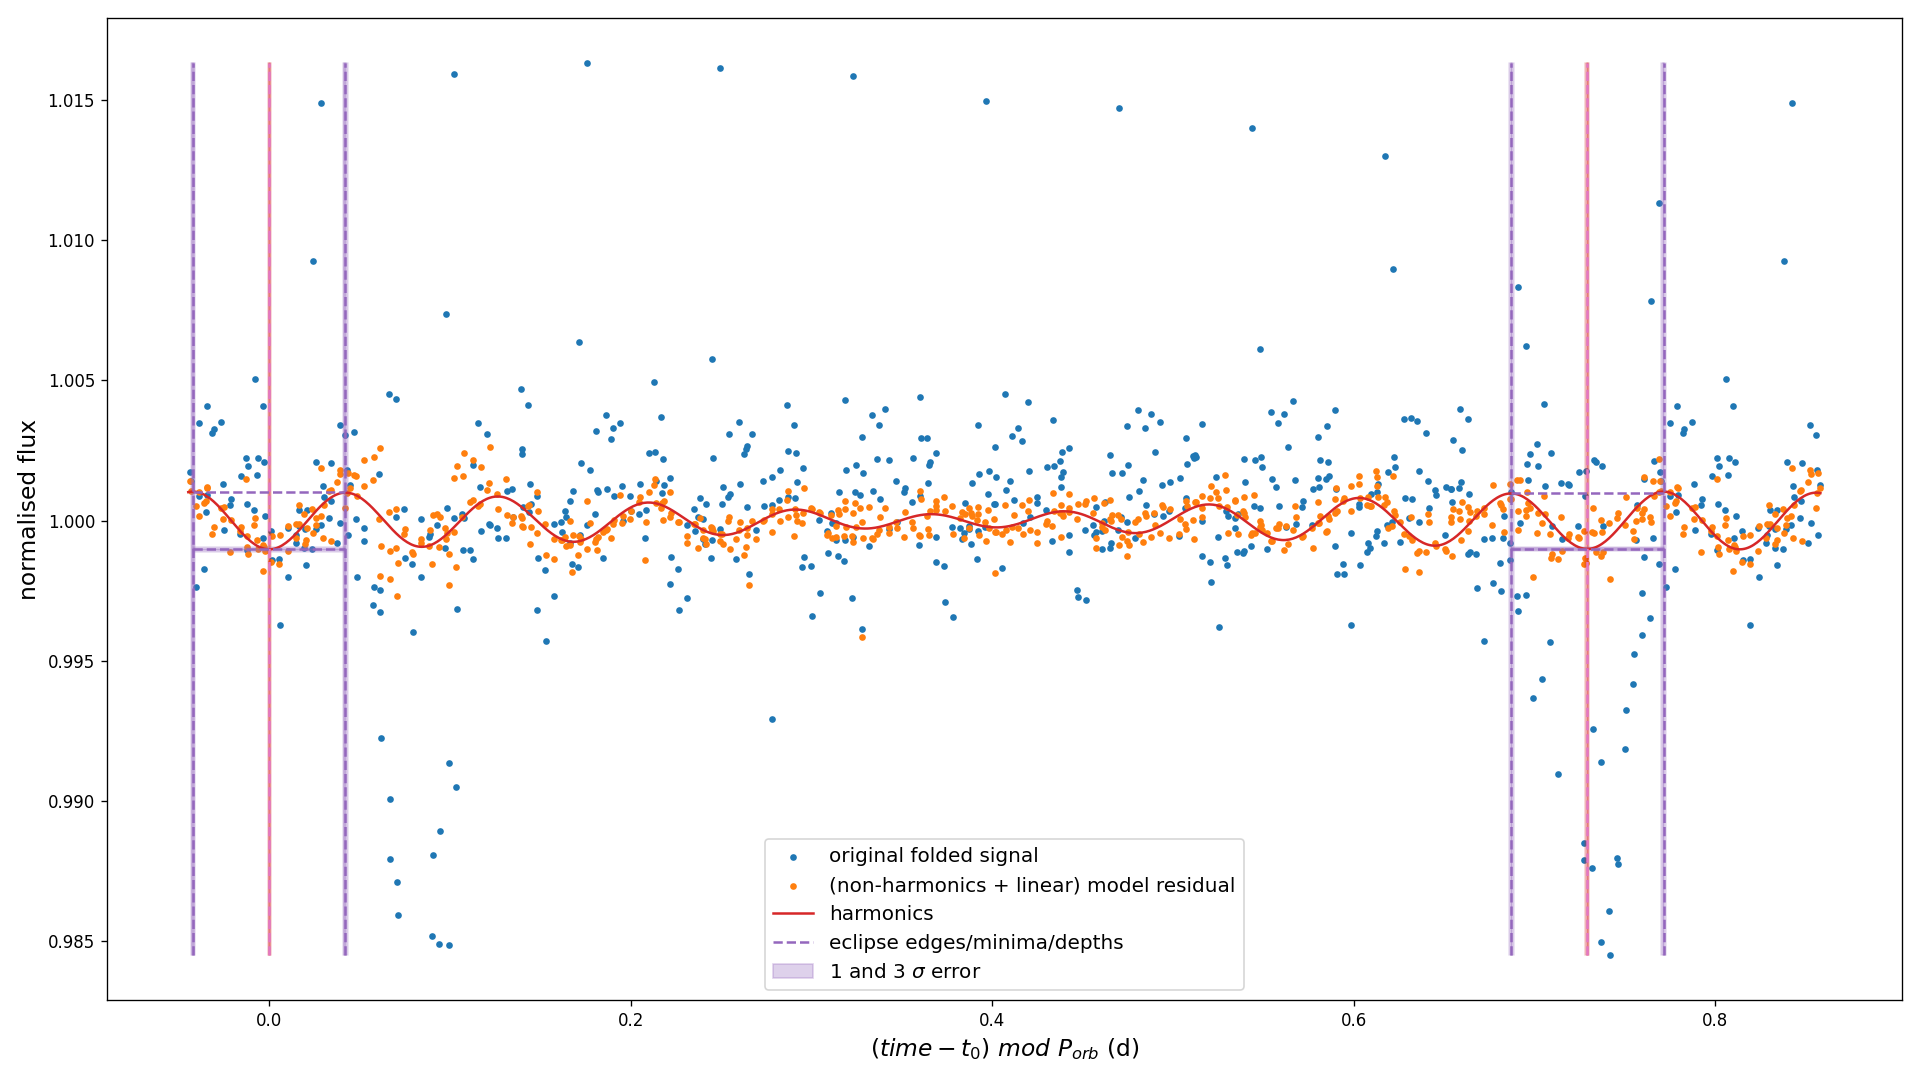 1.015
1.010
1.005
1.000
0.995
0.990
0.985
normalised flux
original folded signal
(non-harmonics + linear) model residual
harmonics
eclipse edges/minima/depths
1 and 3 σ error
0.0 0.2 0.4 0.6 0.8
(time − t₀) mod Pₒᵣb (d)